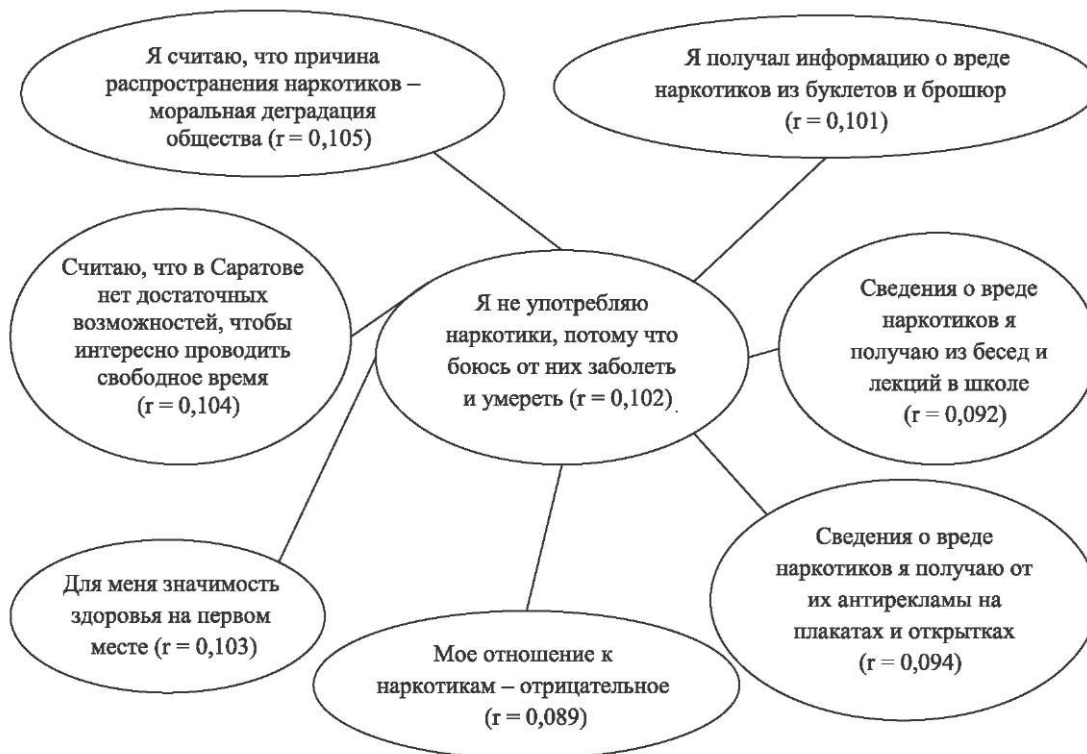 Я считаю, что причина
распространения наркотиков –
моральная деградация
общества (r = 0,105)
Я получал информацию о вреде
наркотиков из буклетов и брошюр
(r = 0,101)
Считаю, что в Саратове
нет достаточных
возможностей, чтобы
интересно проводить
свободное время
(r = 0,104)
Я не употребляю
наркотики, потому что
боюсь от них заболеть
и умереть (r = 0,102)
Сведения о вреде
наркотиков я
получаю из бесед и
лекций в школе
(r = 0,092)
Для меня значимость
здоровья на первом
месте (r = 0,103)
Мое отношение к
наркотикам – отрицательное
(r = 0,089)
Сведения о вреде
наркотиков я получаю от
их антирекламы на
плакатах и открытках
(r = 0,094)